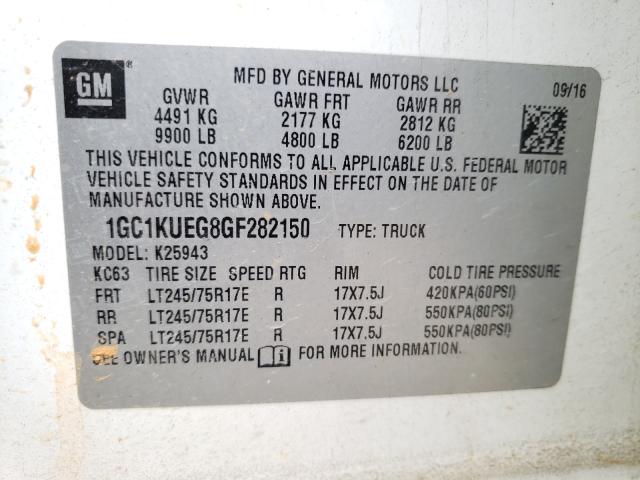 GM
MFD BY GENERAL MOTORS LLC
09/16
GVWR GAWR FRT GAWR RR
4491 KG 2177 KG 2812 KG
9900 LB 4800 LB 6200 LB
THIS VEHICLE CONFORMS TO ALL APPLICABLE U.S. FEDERAL MOTOR
VEHICLE SAFETY STANDARDS IN EFFECT ON THE DATE OF
MANUFACTURE SHOWN ABOVE.
1GC1KUEG8GF282150 TYPE: TRUCK
MODEL: K25943
KC63 TIRE SIZE SPEED RTG RIM COLD TIRE PRESSURE
FRT LT245/75R17E R 17X7.5J 420KPA(60PSI)
RR LT245/75R17E R 17X7.5J 550KPA(80PSI)
SPA LT245/75R17E R 17X7.5J 550KPA(80PSI)
SEE OWNER'S MANUAL i FOR MORE INFORMATION.